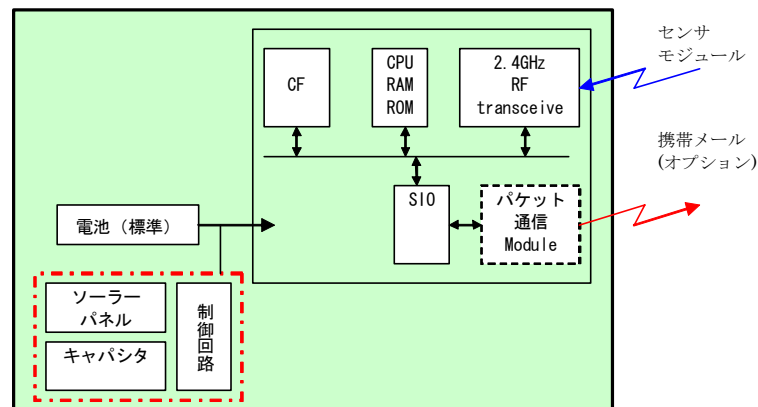 センサ
モジュール
CF
CPU
RAM
ROM
2.4GHz
RF
transceive
携帯メール
(オプション)
SIO
パケット
通信
Module
電池（標準）
ソーラー
パネル
キャパシタ
制御回路